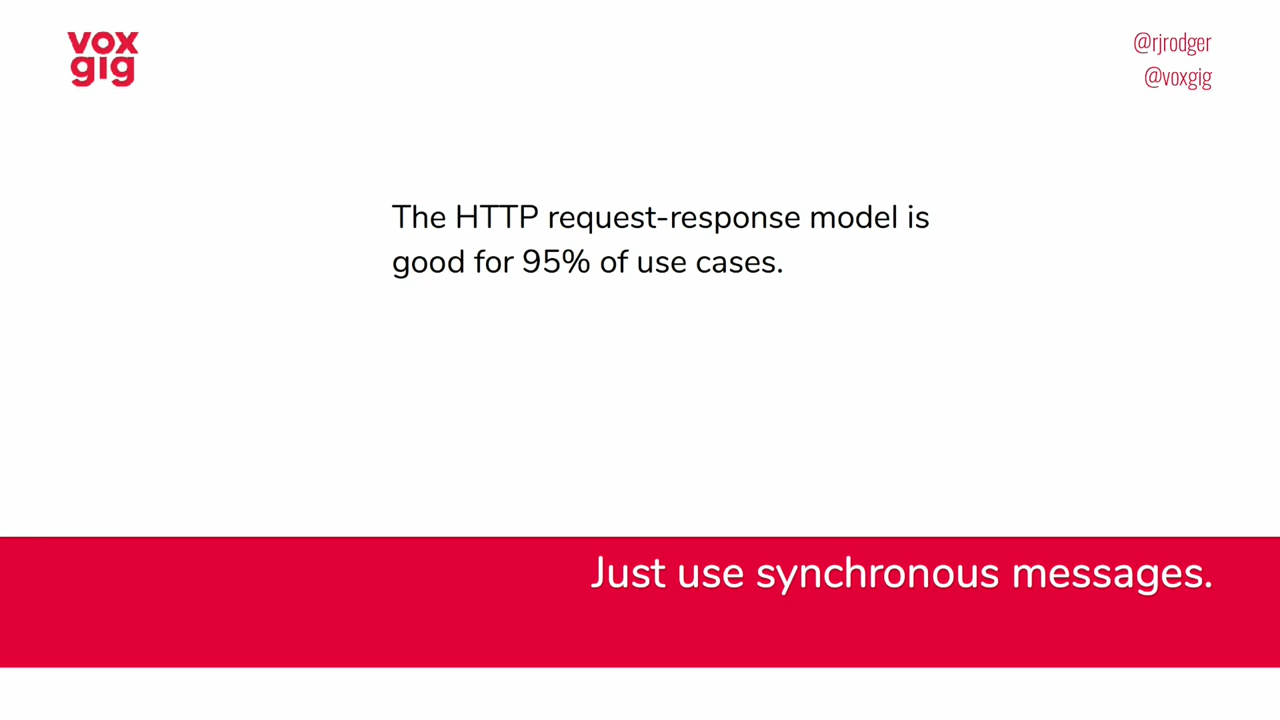 vox
gig
@rjrodger
@voxgig
The HTTP request-response model is
good for 95% of use cases.
Just use synchronous messages.